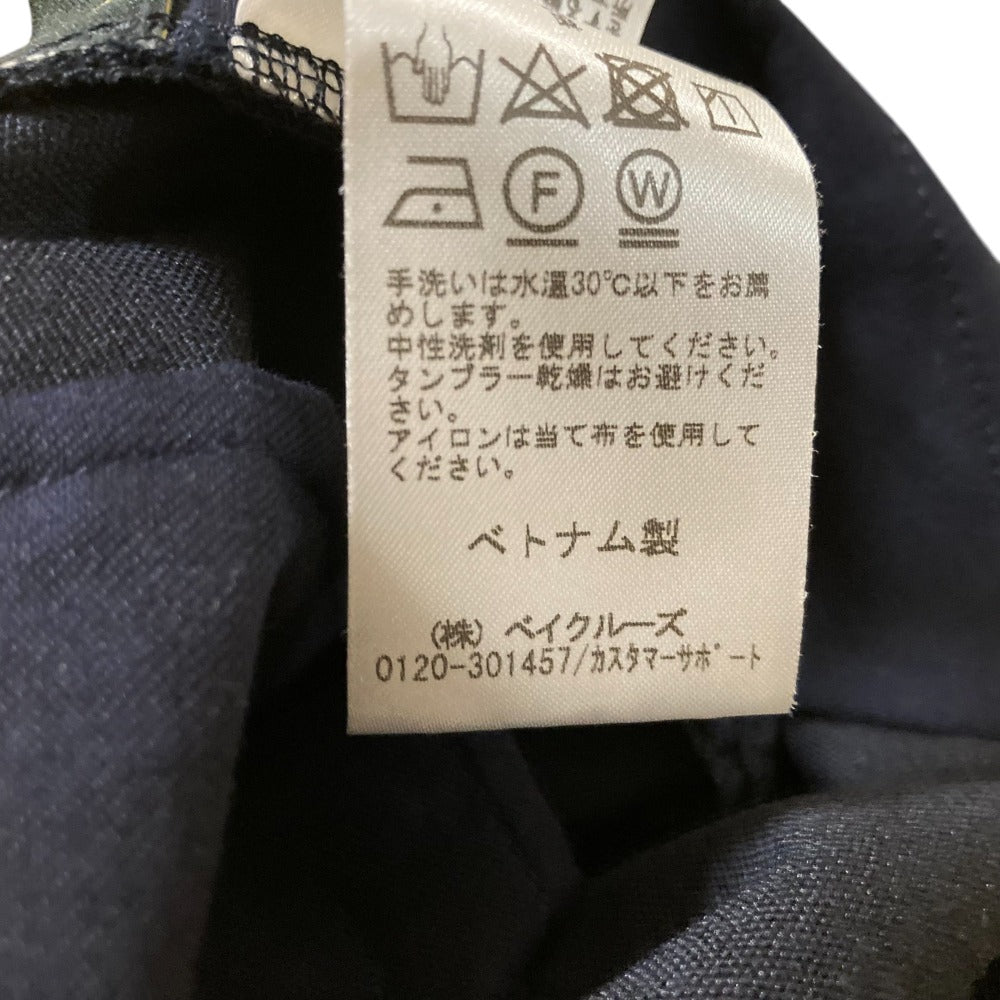 F W
手洗いは水温30℃以下をお薦
めします。
中性洗剤を使用してください。
タンブラー乾燥はお避けくだ
さい。
アイロンは当て布を使用して
ください。
ベトナム製
(株) ベイクルーズ
0120-301457/カスタマーサポート